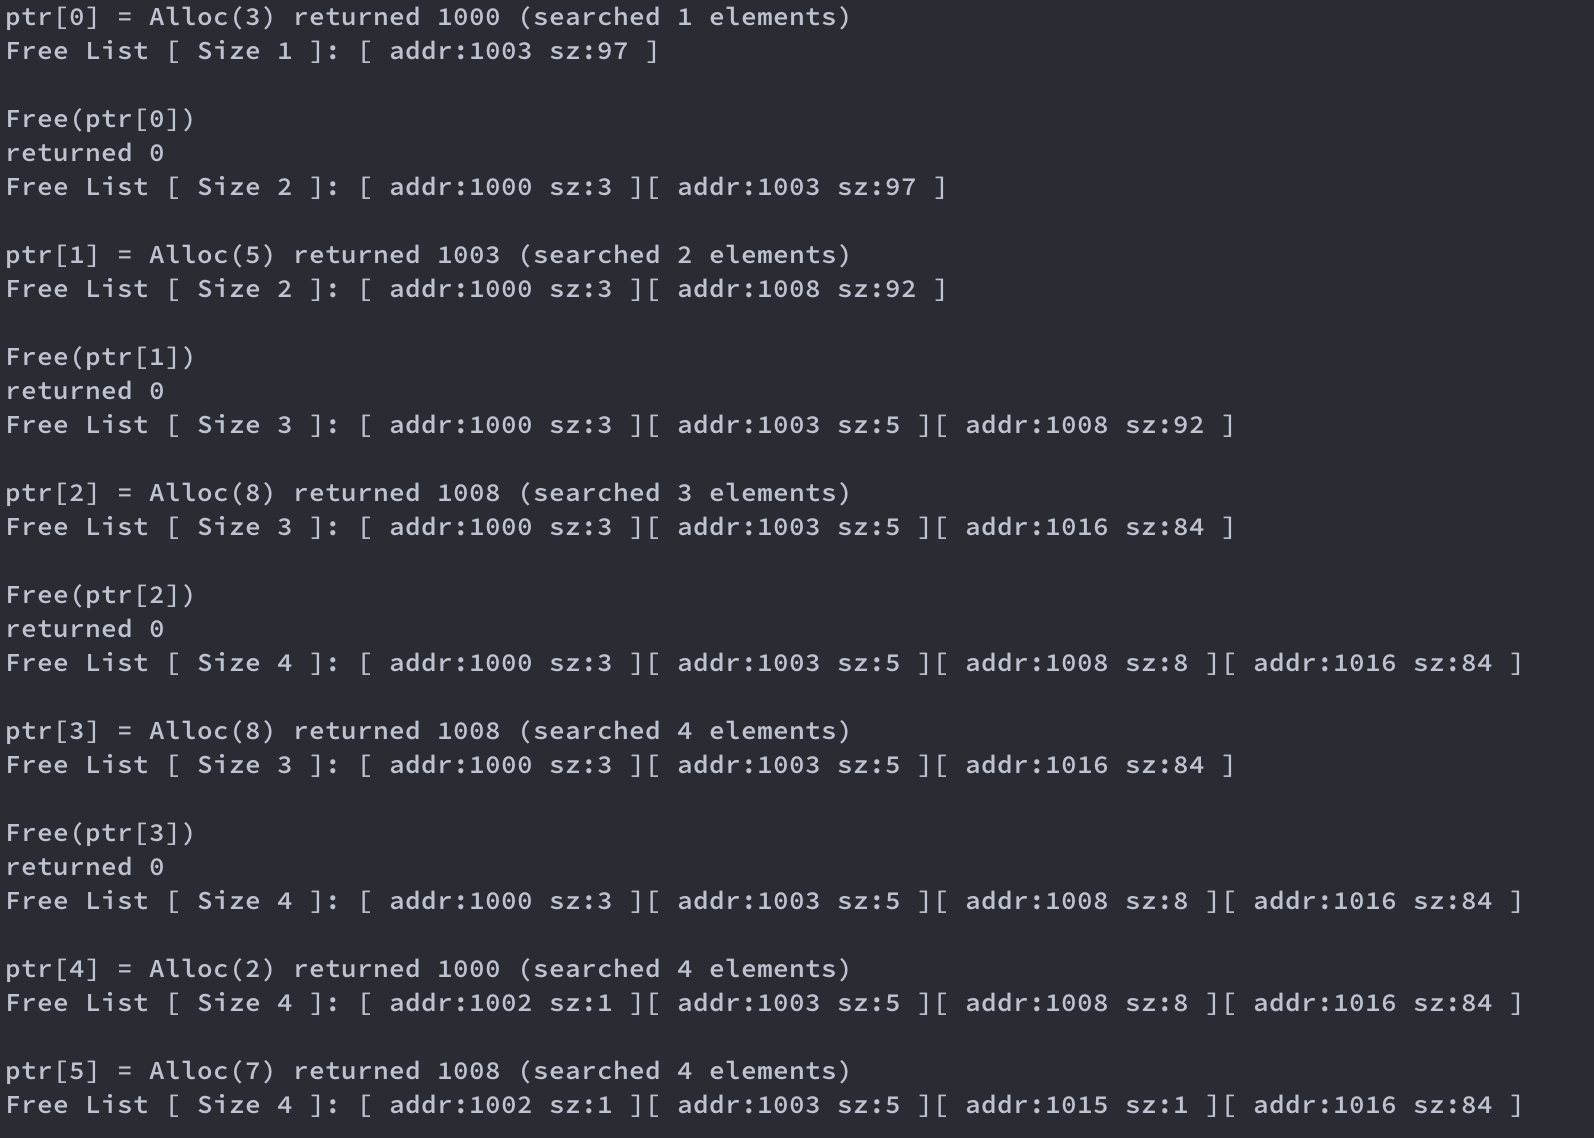 ptr[0] = Alloc(3) returned 1000 (searched 1 elements)
Free List [ Size 1 ]: [ addr:1003 sz:97 ]
Free(ptr[0])
returned 0
Free List [ Size 2 ]: [ addr:1000 sz:3 ][ addr:1003 sz:97 ]
ptr[1] = Alloc(5) returned 1003 (searched 2 elements)
Free List [ Size 2 ]: [ addr:1000 sz:3 ][ addr:1008 sz:92 ]
Free(ptr[1])
returned 0
Free List [ Size 3 ]: [ addr:1000 sz:3 ][ addr:1003 sz:5 ][ addr:1008 sz:92 ]
ptr[2] = Alloc(8) returned 1008 (searched 3 elements)
Free List [ Size 3 ]: [ addr:1000 sz:3 ][ addr:1003 sz:5 ][ addr:1016 sz:84 ]
Free(ptr[2])
returned 0
Free List [ Size 4 ]: [ addr:1000 sz:3 ][ addr:1003 sz:5 ][ addr:1008 sz:8 ][ addr:1016 sz:84 ]
ptr[3] = Alloc(8) returned 1008 (searched 4 elements)
Free List [ Size 3 ]: [ addr:1000 sz:3 ][ addr:1003 sz:5 ][ addr:1016 sz:84 ]
Free(ptr[3])
returned 0
Free List [ Size 4 ]: [ addr:1000 sz:3 ][ addr:1003 sz:5 ][ addr:1008 sz:8 ][ addr:1016 sz:84 ]
ptr[4] = Alloc(2) returned 1000 (searched 4 elements)
Free List [ Size 4 ]: [ addr:1002 sz:1 ][ addr:1003 sz:5 ][ addr:1008 sz:8 ][ addr:1016 sz:84 ]
ptr[5] = Alloc(7) returned 1008 (searched 4 elements)
Free List [ Size 4 ]: [ addr:1002 sz:1 ][ addr:1003 sz:5 ][ addr:1015 sz:1 ][ addr:1016 sz:84 ]